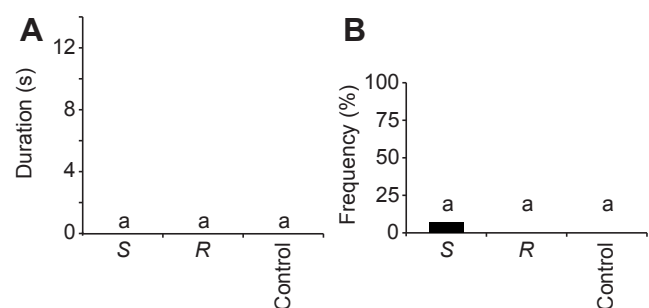 A
Duration (s)
12
8
4
0
a a a
S R Control
B
Frequency (%)
100
75
50
25
0
a a a
S R Control